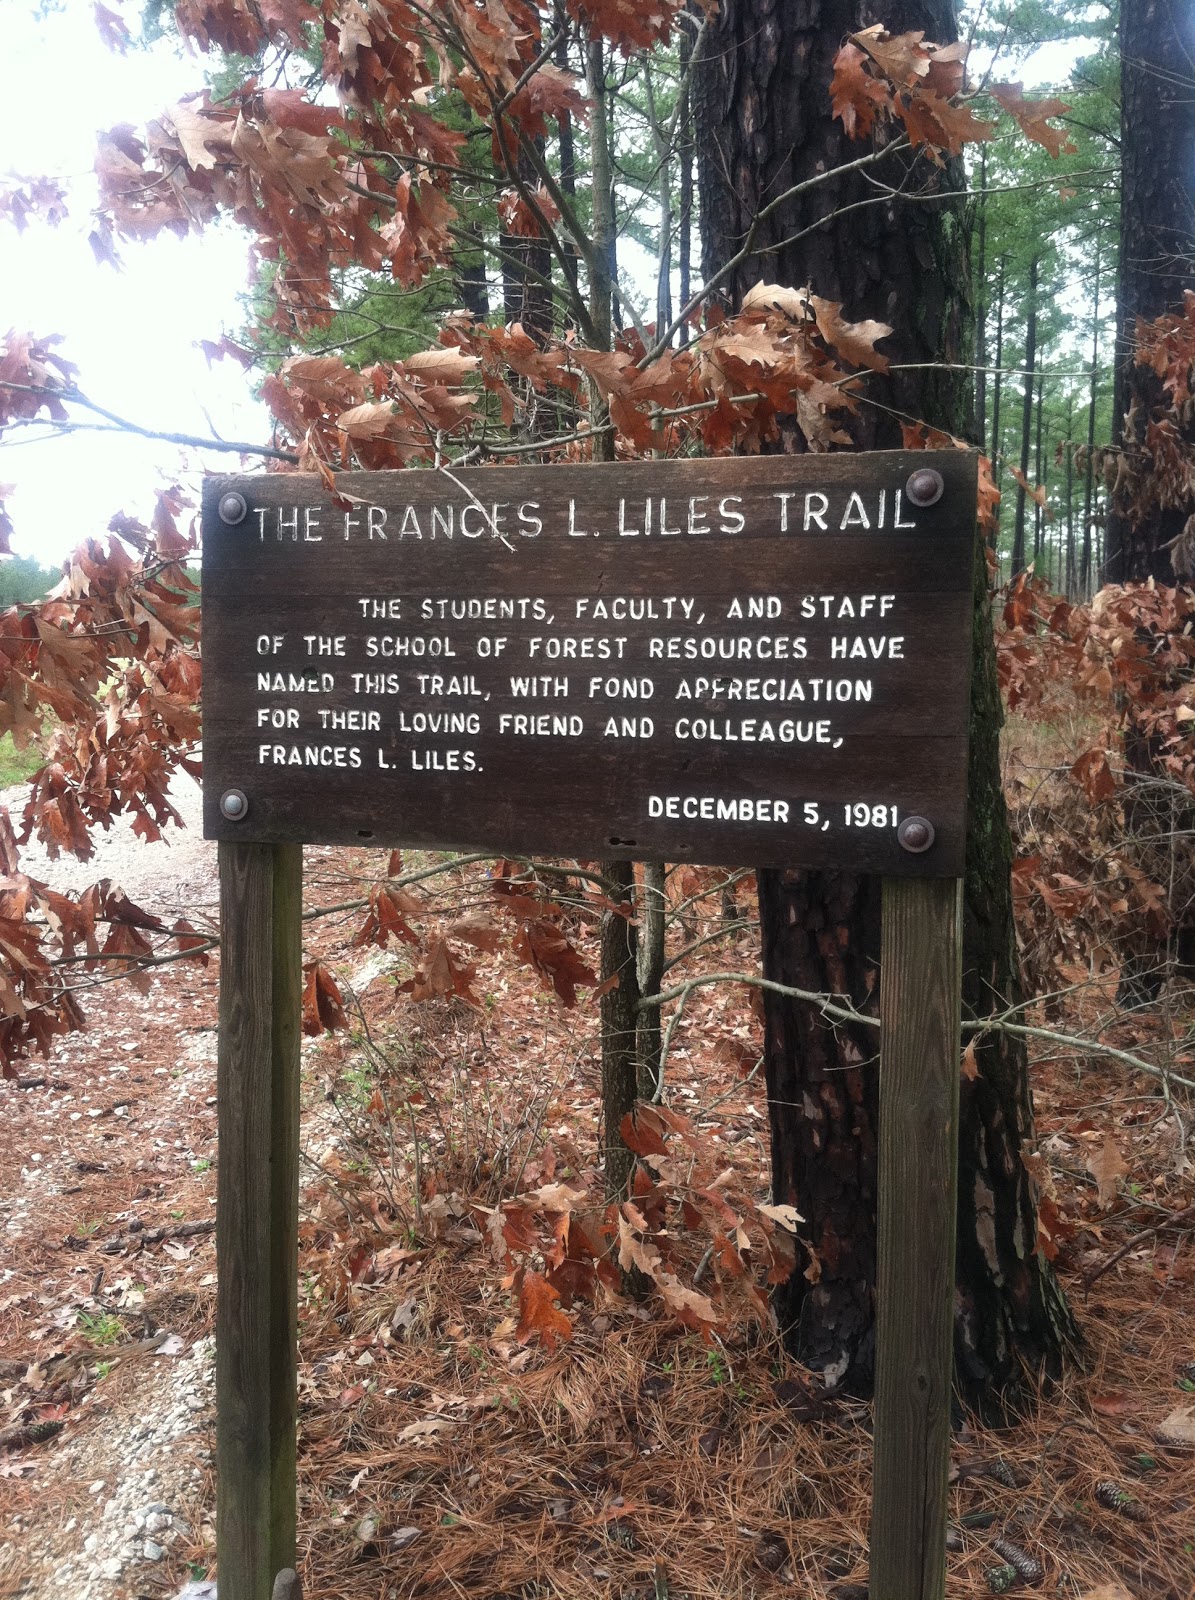 THE FRANCES L. LILES TRAIL
THE STUDENTS, FACULTY, AND STAFF
OF THE SCHOOL OF FOREST RESOURCES HAVE
NAMED THIS TRAIL, WITH FOND APPRECIATION
FOR THEIR LOVING FRIEND AND COLLEAGUE,
FRANCES L. LILES.
DECEMBER 5, 1981